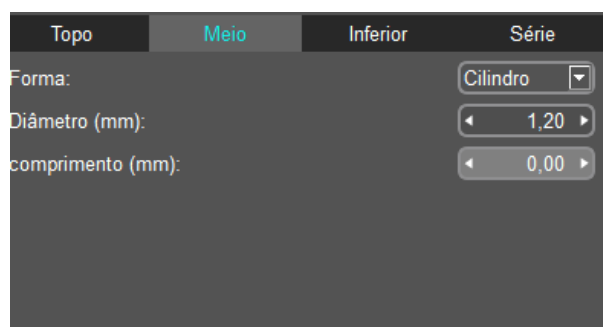 Topo Meio Inferior Série
Forma: Cilindro
Diâmetro (mm): 1,20
comprimento (mm): 0,00